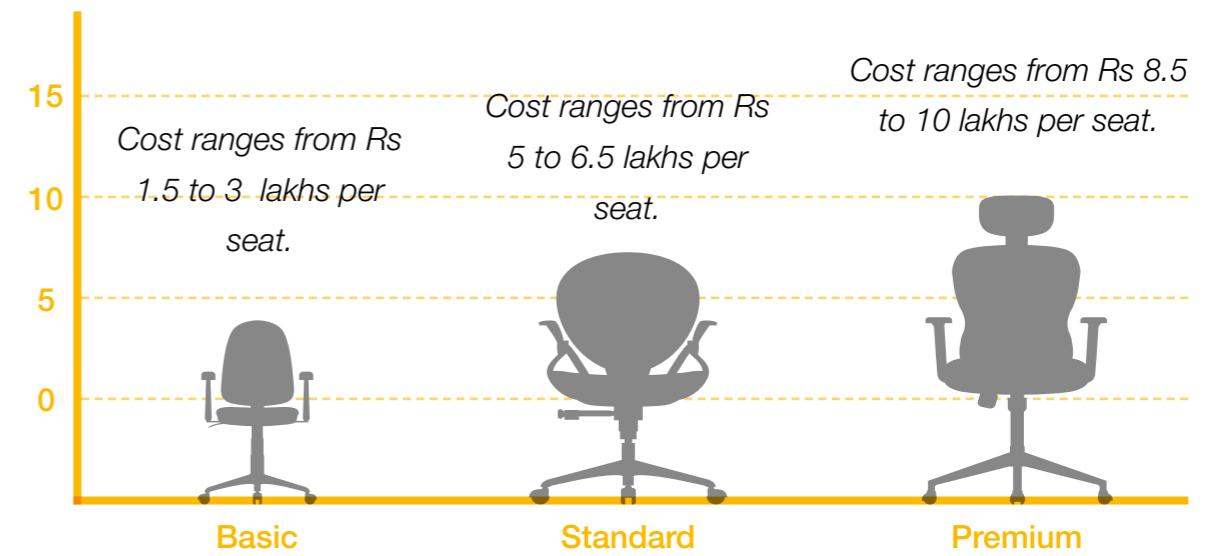 15
10
5
0
Cost ranges from Rs
1.5 to 3  lakhs per
seat.
Cost ranges from Rs
5 to 6.5 lakhs per
seat.
Cost ranges from Rs 8.5
to 10 lakhs per seat.
Basic
Standard
Premium